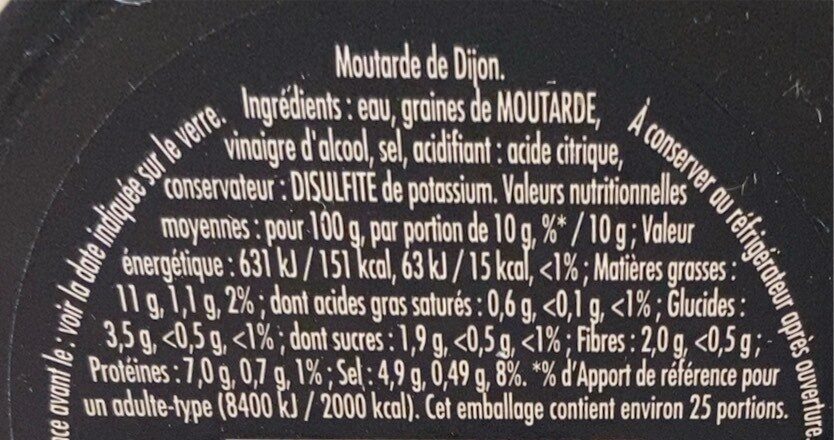 Moutarde de Dijon.
Ingrédients : eau, graines de MOUTARDE,
vinaigre d'alcool, sel, acidifiant : acide citrique,
conservateur : DISULFITE de potassium. Valeurs nutritionnelles
moyennes : pour 100 g, par portion de 10 g, %* / 10 g ; Valeur
énergétique : 631 kJ / 151 kcal, 63 kJ / 15 kcal, <1% ; Matières grasses :
11 g, 1,1 g, 2% ; dont acides gras saturés : 0,6 g, <0,1 g, <1% ; Glucides :
3,5 g, <0,5 g, <1% ; dont sucres : 1,9 g, <0,5 g, <1% ; Fibres : 2,0 g, <0,5 g ; -
Protéines : 7,0 g, 0,7 g, 1% ; Sel : 4,9 g, 0,49 g, 8%. *% d'Apport de référence pour
un adulte-type (8400 kJ / 2000 kcal). Cet emballage contient environ 25 portions.
avant le : voir la date indiquée sur le verre.
À conserver au réfrigérateur après ouverture.